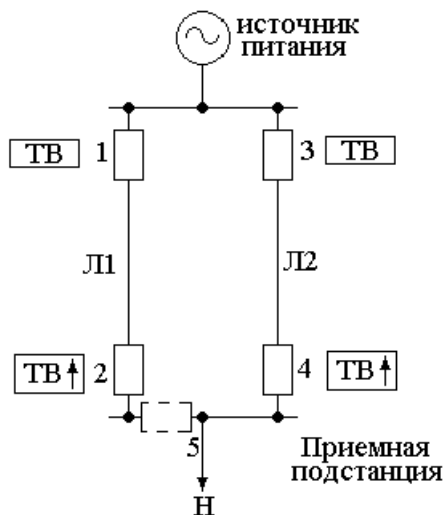 источник
питания
ТВ 1
3 ТВ
Л1
Л2
ТВ 2
4 ТВ
5
Приемная
подстанция
Н